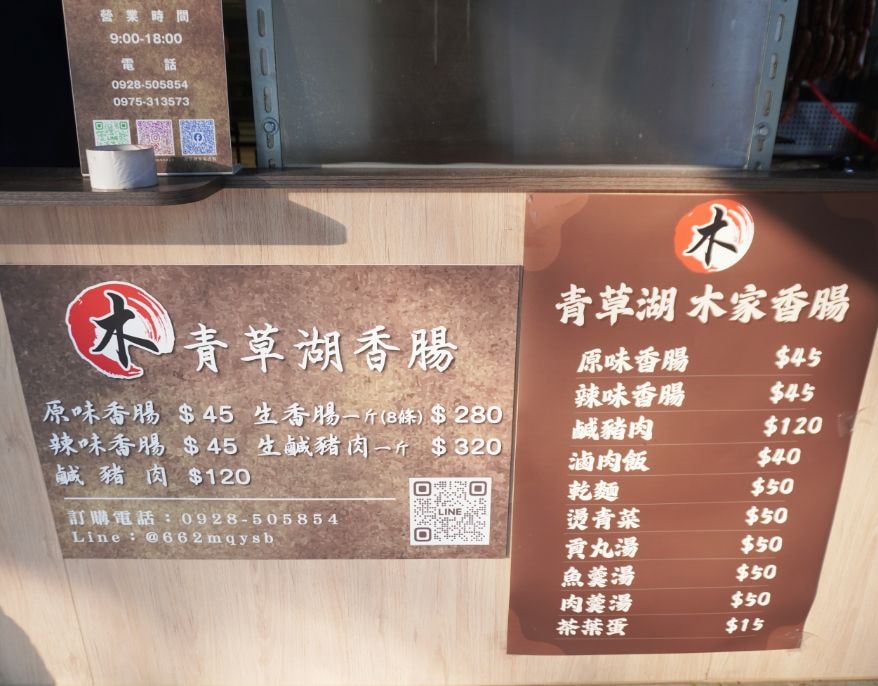 營業時間
9:00-18:00
電話
0928-505854
0975-313573
木
青草湖香腸
原味香腸 $45 生香腸一斤(8條) $280
辣味香腸 $45 生鹹豬肉一斤 $320
鹹豬肉 $120
訂購電話：0928-505854
Line：@662mqysb
LINE
木
青草湖 木家香腸
原味香腸 $45
辣味香腸 $45
鹹豬肉 $120
滷肉飯 $40
乾麵 $50
燙青菜 $50
貢丸湯 $50
魚羹湯 $50
肉羹湯 $50
茶葉蛋 $15